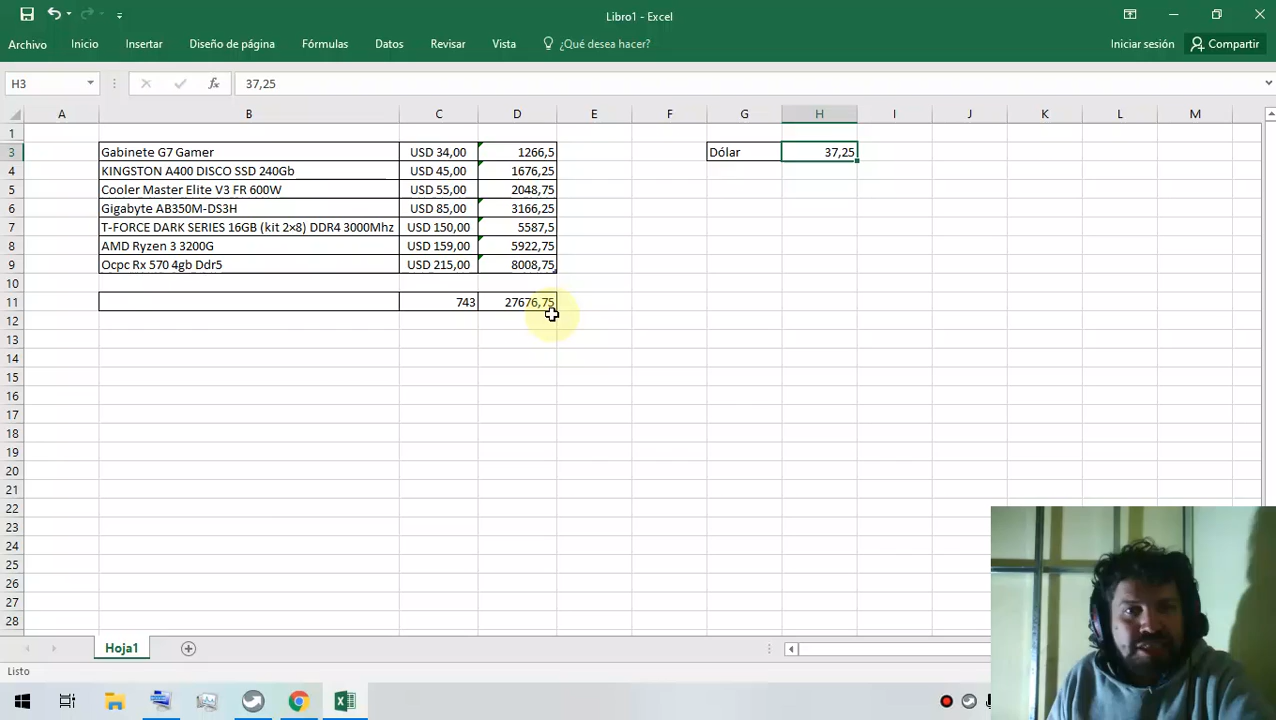 Libro1 - Excel
Archivo Inicio Insertar Diseño de página Fórmulas Datos Revisar Vista ¿Qué desea hacer? Iniciar sesión Compartir
H3 fx 37,25
A B C D E F G H I J K L M
1
3 Gabinete G7 Gamer USD 34,00 1266,5 Dólar 37,25
4 KINGSTON A400 DISCO SSD 240Gb USD 45,00 1676,25
5 Cooler Master Elite V3 FR 600W USD 55,00 2048,75
6 Gigabyte AB350M-DS3H USD 85,00 3166,25
7 T-FORCE DARK SERIES 16GB (kit 2×8) DDR4 3000Mhz USD 150,00 5587,5
8 AMD Ryzen 3 3200G USD 159,00 5922,75
9 Ocpc Rx 570 4gb Ddr5 USD 215,00 8008,75
10
11 743 27676,75
12
13
14
15
16
17
18
19
20
21
22
23
24
25
26
27
28
Hoja1
Listo